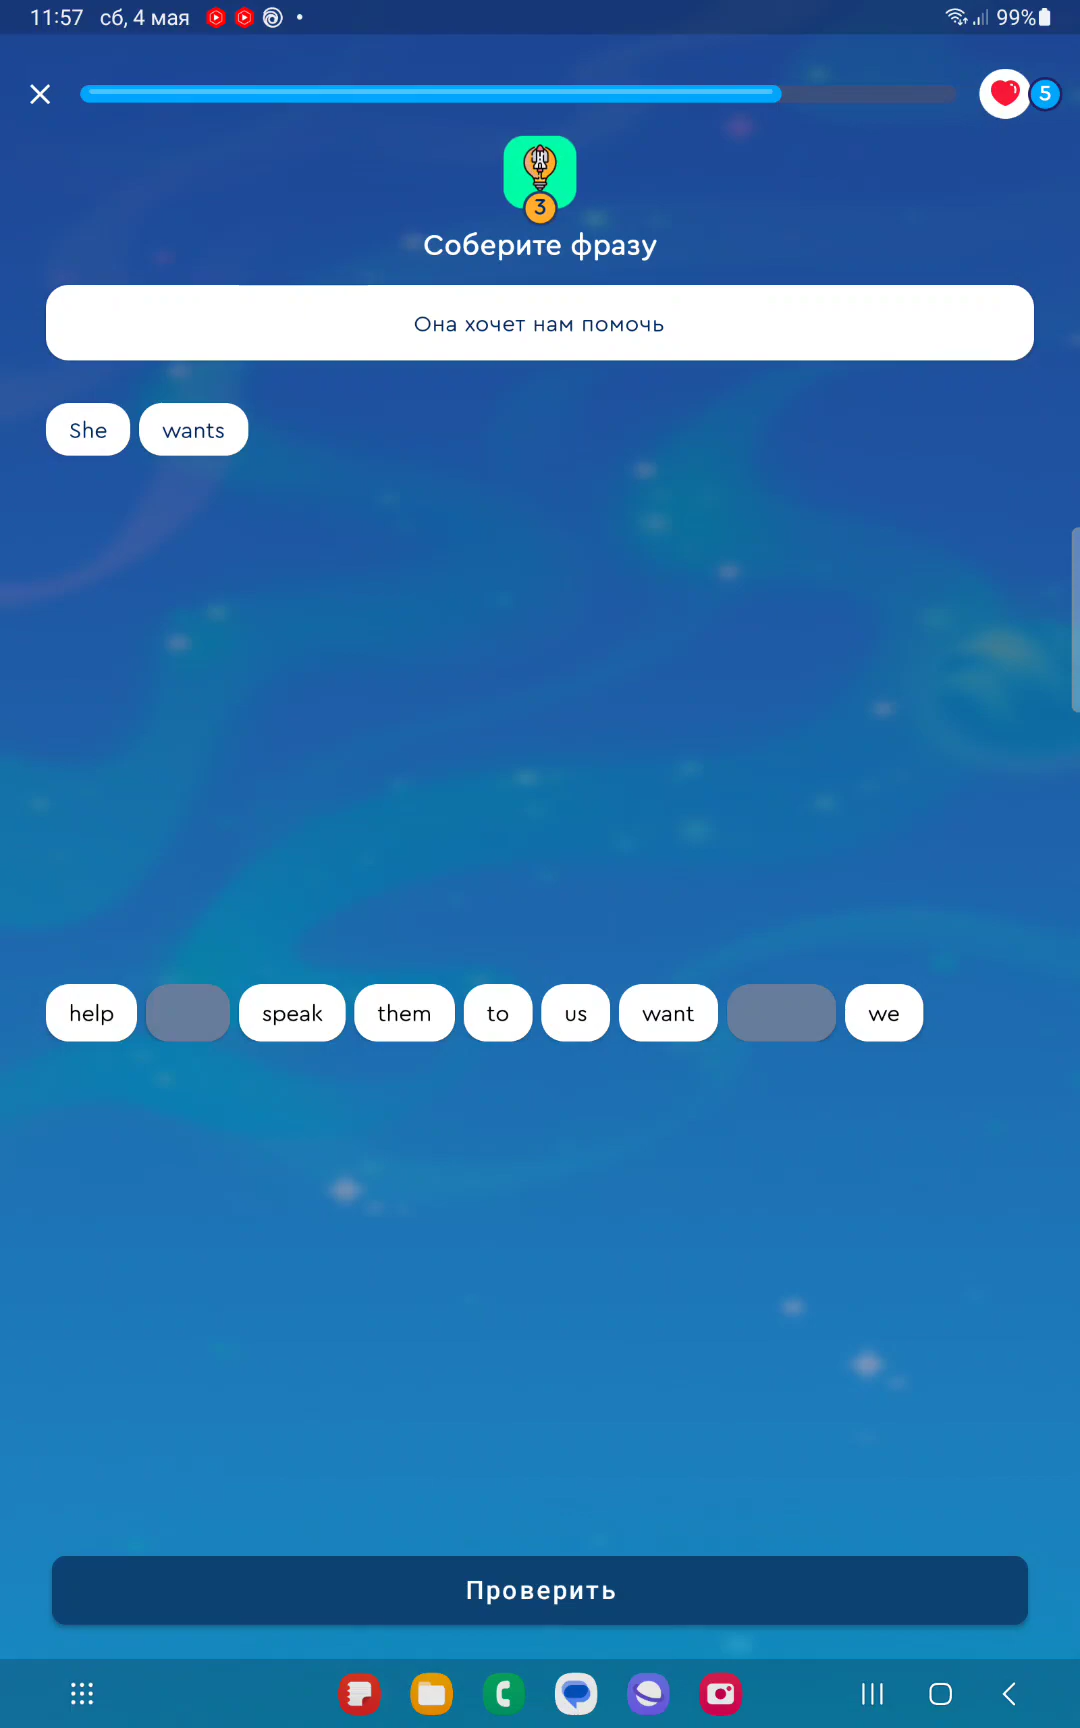 11:57 сб, 4 мая 99%
5
3
Соберите фразу
Она хочет нам помочь
She wants
help speak them to us want we
Проверить